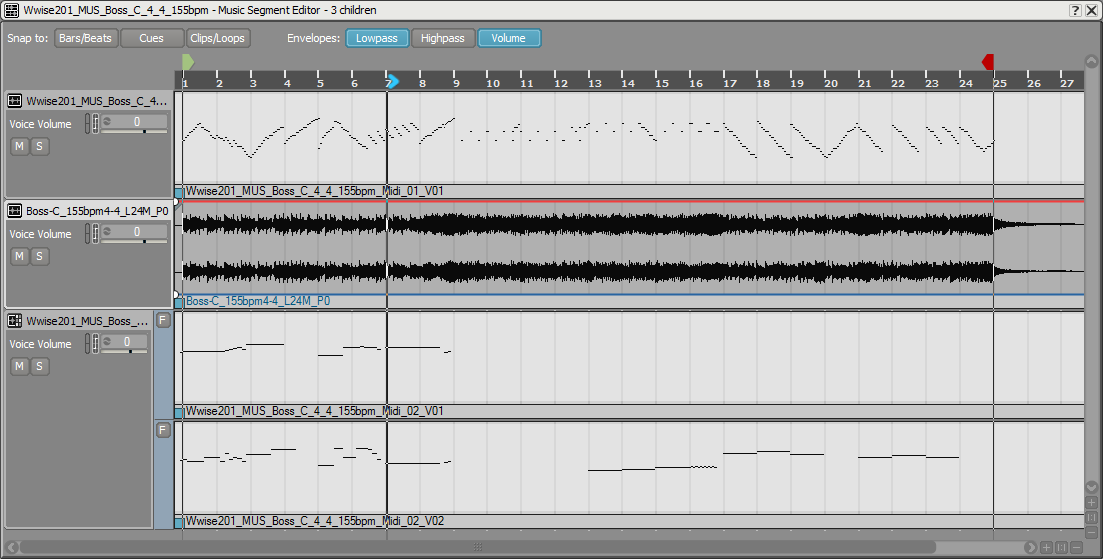 Wwise201_MUS_Boss_C_4_4_155bpm - Music Segment Editor - 3 children ? X
Snap to: Bars/Beats Cues Clips/Loops Envelopes: Lowpass Highpass Volume
1 2 3 4 5 6 7 8 9 10 11 12 13 14 15 16 17 18 19 20 21 22 23 24 25 26 27
Wwise201_MUS_Boss_C_4...
Voice Volume 0
M S
Wwise201_MUS_Boss_C_4_4_155bpm_Midi_01_V01
Boss-C_155bpm4-4_L24M_P0
Voice Volume 0
M S
Boss-C_155bpm4-4_L24M_P0
Wwise201_MUS_Boss_... F
Voice Volume 0
M S
Wwise201_MUS_Boss_C_4_4_155bpm_Midi_02_V01
F
Wwise201_MUS_Boss_C_4_4_155bpm_Midi_02_V02